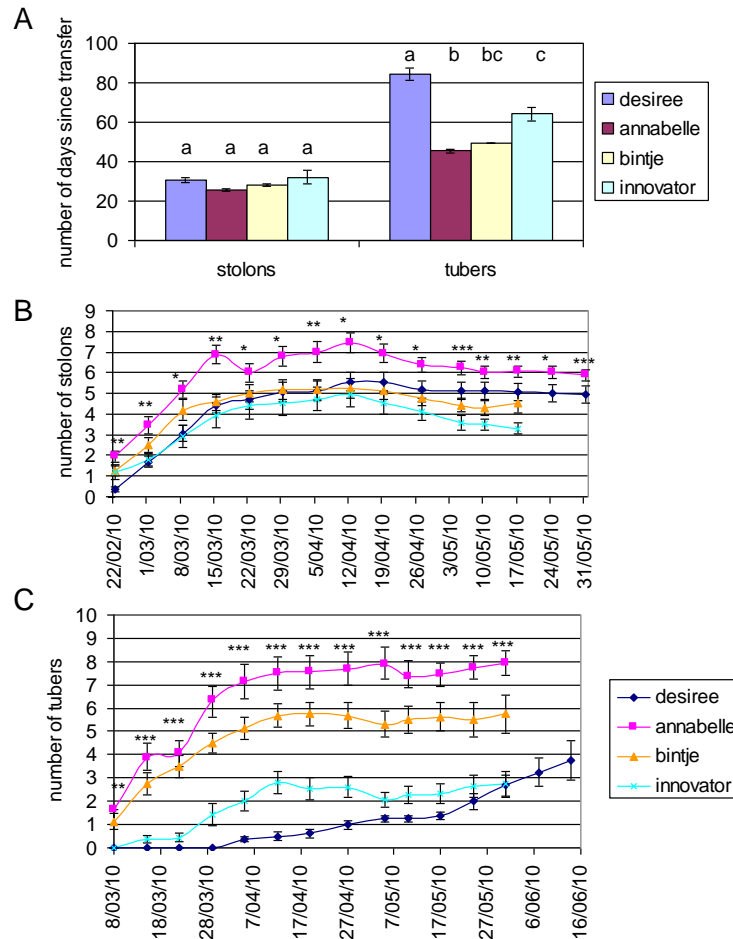 A
number of days since transfer
100
80
60
40
20
0
a a a a
a b bc c
stolons tubers
desiree
annabelle
bintje
innovator
B
number of stolons
9
8
7
6
5
4
3
2
1
0
** ** * ** * * ** * * * *** ** ** * ***
22/02/10
1/03/10
8/03/10
15/03/10
22/03/10
29/03/10
5/04/10
12/04/10
19/04/10
26/04/10
3/05/10
10/05/10
17/05/10
24/05/10
31/05/10
C
number of tubers
10
9
8
7
6
5
4
3
2
1
0
** *** *** *** *** *** *** *** *** *** *** *** ***
8/03/10
18/03/10
28/03/10
7/04/10
17/04/10
27/04/10
7/05/10
17/05/10
27/05/10
6/06/10
16/06/10
desiree
annabelle
bintje
innovator